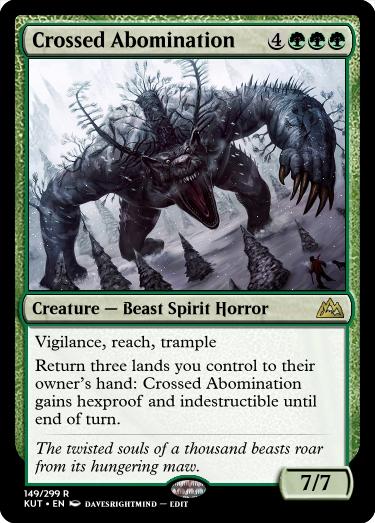 Crossed Abomination 4
Creature — Beast Spirit Horror
Vigilance, reach, trample
Return three lands you control to their
owner's hand: Crossed Abomination
gains hexproof and indestructible until
end of turn.
The twisted souls of a thousand beasts roar
from its hungering maw.
7/7
149/299 R
KUT • EN DAVESRIGHTMIND — EDIT